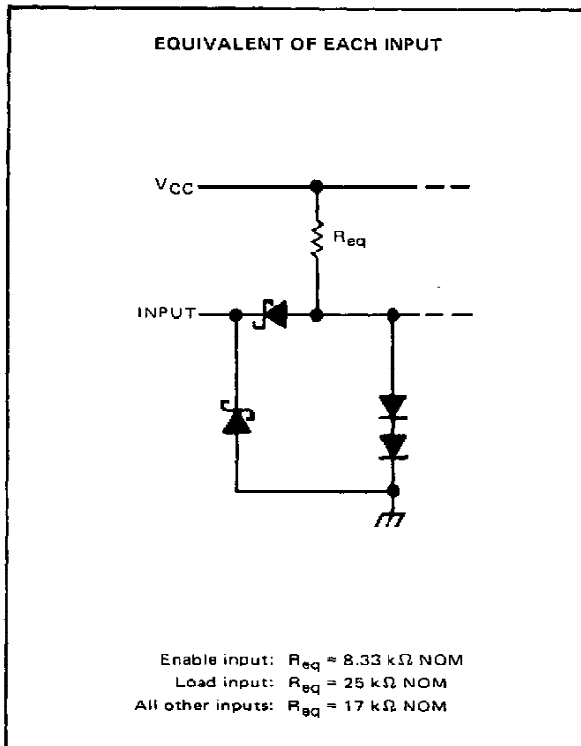 EQUIVALENT OF EACH INPUT
VCC
Req
INPUT
Enable input: Req = 8.33 kΩ NOM
Load input: Req = 25 kΩ NOM
All other inputs: Req = 17 kΩ NOM